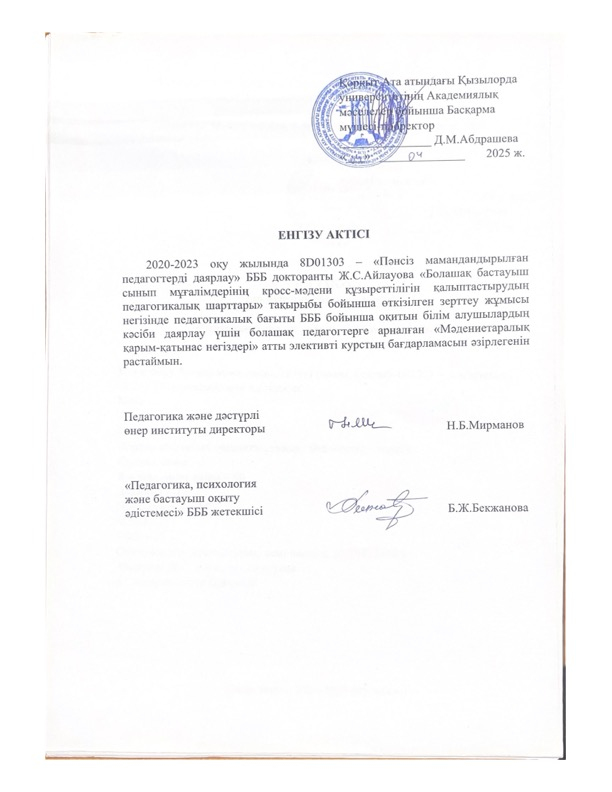 Қорқыт Ата атындағы Қызылорда
университетінің Академиялық
мәселелер бойынша Басқарма
мүшесі-проректор
Д.М.Абдрашева
04 2025 ж.
ЕНГІЗУ АКТІСІ
2020-2023 оқу жылында 8D01303 – «Пәнсіз мамандандырылған
педагогтерді даярлау» БББ докторанты Ж.С.Айлауова «Болашақ бастауыш
сынып мұғалімдерінің кросс-мәдени құзыреттілігін қалыптастырудың
педагогикалық шарттары» тақырыбы бойынша өткізілген зерттеу жұмысы
негізінде педагогикалық бағыты БББ бойынша оқитын білім алушылардың
кәсіби даярлау үшін болашақ педагогтерге арналған «Мәдениетаралық
қарым-қатынас негіздері» атты элективті курстың бағдарламасын әзірлегенін
растаймын.
Педагогика және дәстүрлі
өнер институты директоры Н.Б.Мирманов
«Педагогика, психология
және бастауыш оқыту
әдістемесі» БББ жетекшісі Б.Ж.Бекжанова